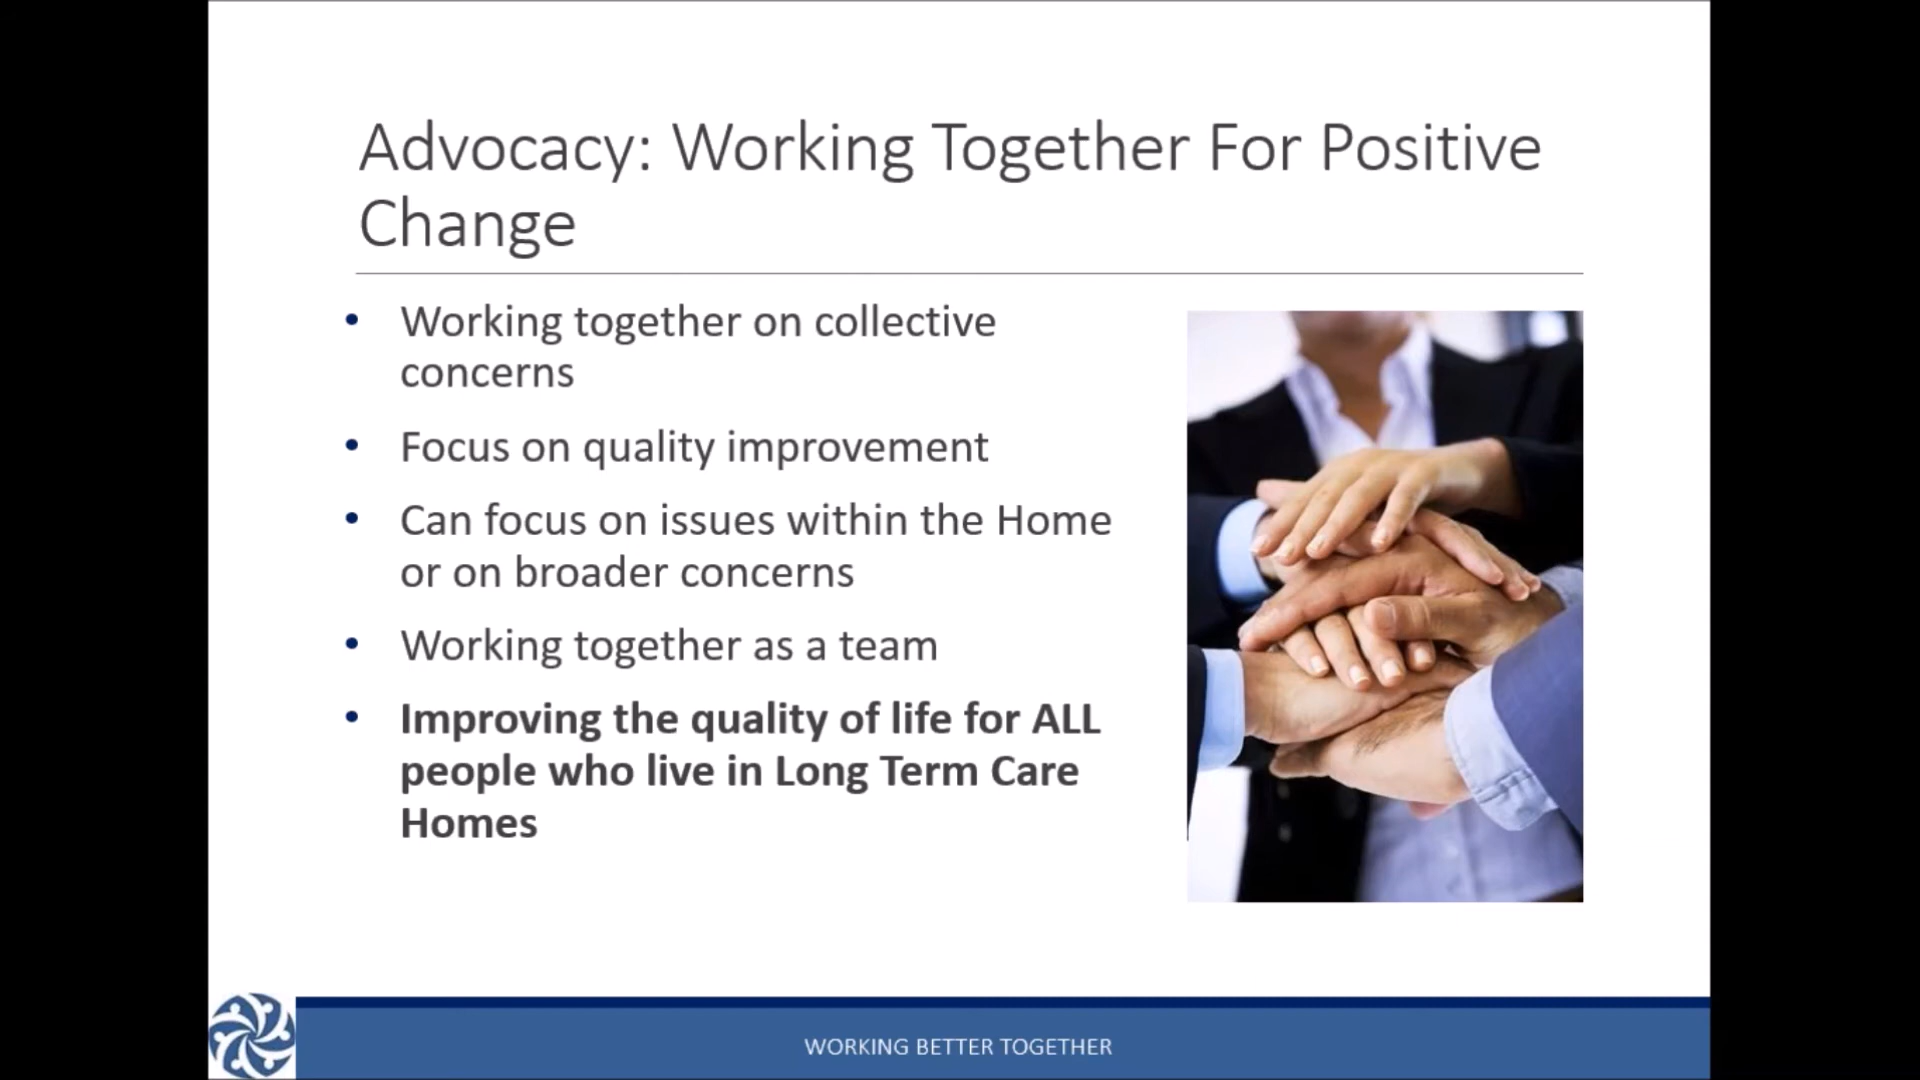 Advocacy: Working Together For Positive
Change
• Working together on collective
concerns
• Focus on quality improvement
• Can focus on issues within the Home
or on broader concerns
• Working together as a team
• Improving the quality of life for ALL
people who live in Long Term Care
Homes
WORKING BETTER TOGETHER